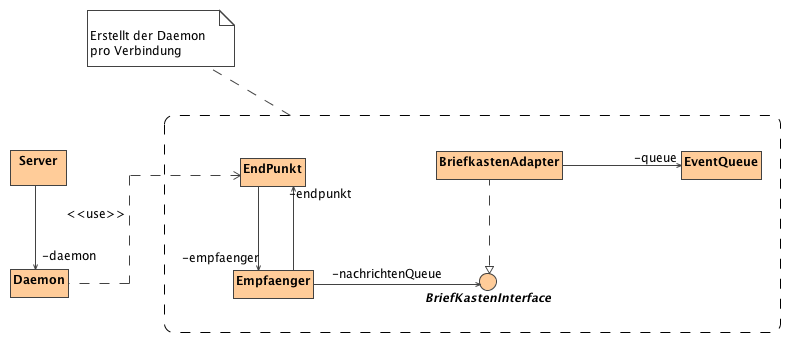 Erstellt der Daemon
pro Verbindung
Server
EndPunkt
BriefkastenAdapter
-queue
EventQueue
-endpunkt
<<use>>
-daemon
-empfaenger
Daemon
Empfaenger
-nachrichtenQueue
BriefKastenInterface